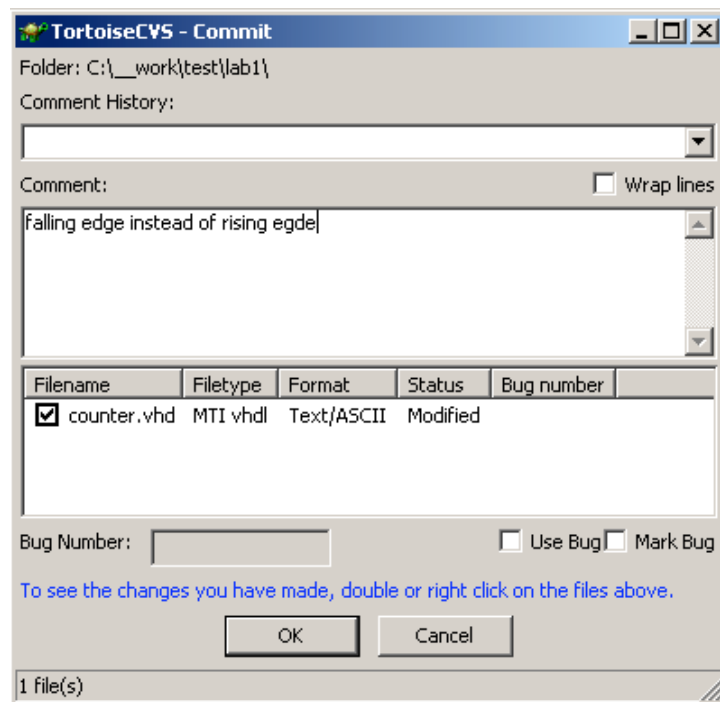 TortoiseCVS - Commit
Folder: C:\__work\test\lab1\
Comment History:
Comment: Wrap lines
falling edge instead of rising egde
Filename Filetype Format Status Bug number
counter.vhd MTI vhdl Text/ASCII Modified
Bug Number: Use Bug Mark Bug
To see the changes you have made, double or right click on the files above.
OK Cancel
1 file(s)